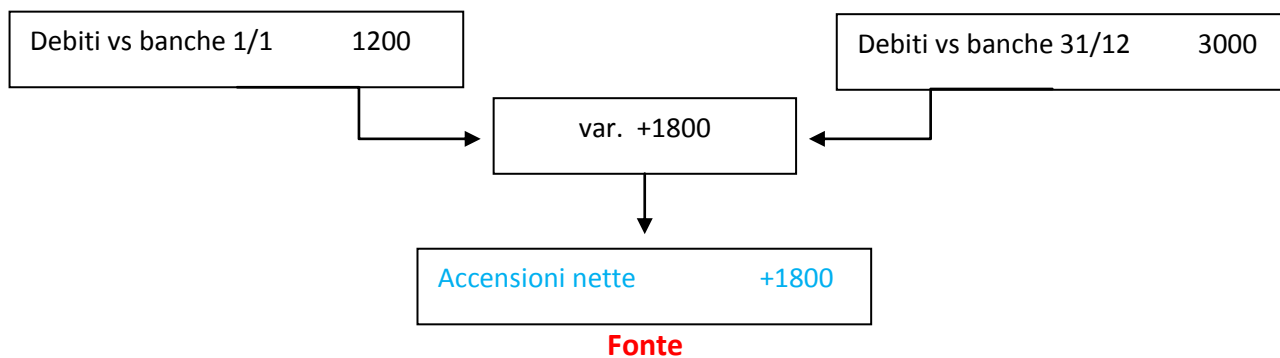 Debiti vs banche 1/1 1200
Debiti vs banche 31/12 3000
var. +1800
Accensioni nette +1800
Fonte